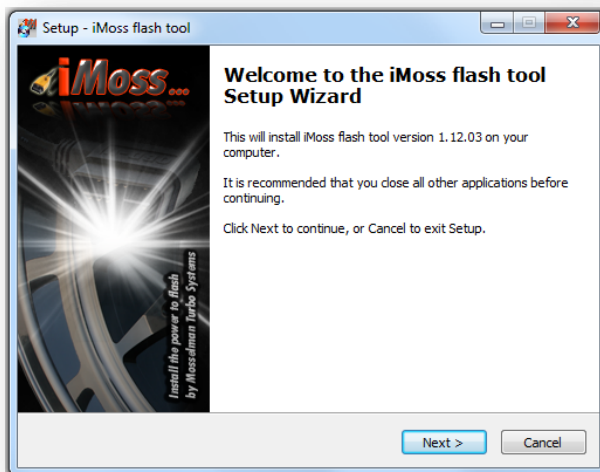 Setup - iMoss flash tool
iMoss...
Welcome to the iMoss flash tool
Setup Wizard
This will install iMoss flash tool version 1.12.03 on your
computer.
It is recommended that you close all other applications before
continuing.
Click Next to continue, or Cancel to exit Setup.
Install the power to flash
by Mosselman Turbo Systems
Next >
Cancel